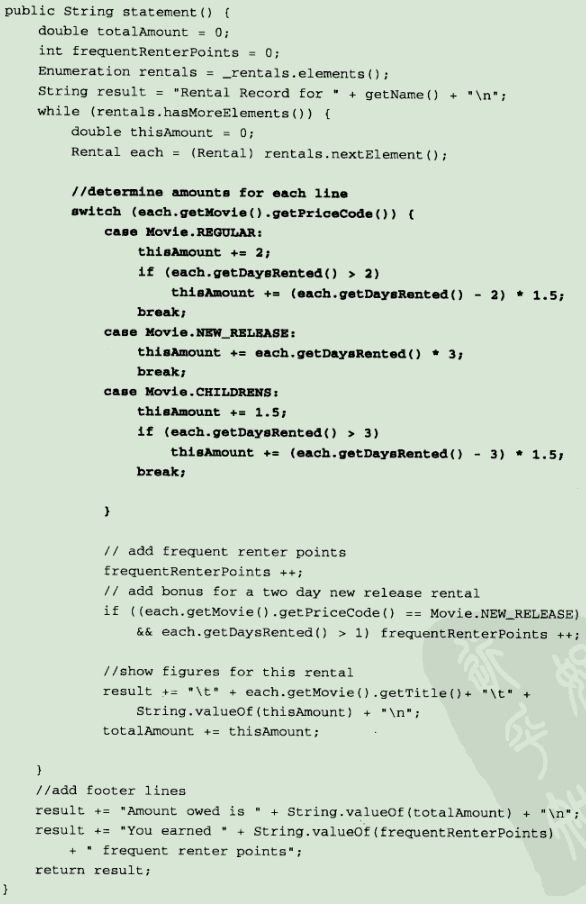 public String statement() {
    double totalAmount = 0;
    int frequentRenterPoints = 0;
    Enumeration rentals = _rentals.elements();
    String result = "Rental Record for " + getName() + "\n";
    while (rentals.hasMoreElements()) {
        double thisAmount = 0;
        Rental each = (Rental) rentals.nextElement();

        //determine amounts for each line
        switch (each.getMovie().getPriceCode()) {
            case Movie.REGULAR:
                thisAmount += 2;
                if (each.getDaysRented() > 2)
                    thisAmount += (each.getDaysRented() - 2) * 1.5;
                break;
            case Movie.NEW_RELEASE:
                thisAmount += each.getDaysRented() * 3;
                break;
            case Movie.CHILDRENS:
                thisAmount += 1.5;
                if (each.getDaysRented() > 3)
                    thisAmount += (each.getDaysRented() - 3) * 1.5;
                break;

            }

            // add frequent renter points
            frequentRenterPoints ++;
            // add bonus for a two day new release rental
            if ((each.getMovie().getPriceCode() == Movie.NEW_RELEASE)
                && each.getDaysRented() > 1) frequentRenterPoints ++;

            //show figures for this rental
            result += "\t" + each.getMovie().getTitle()+ "\t" +
                String.valueOf(thisAmount) + "\n";
            totalAmount += thisAmount;

    }
    //add footer lines
    result += "Amount owed is " + String.valueOf(totalAmount) + "\n";
    result += "You earned " + String.valueOf(frequentRenterPoints)
        + " frequent renter points";
    return result;
}